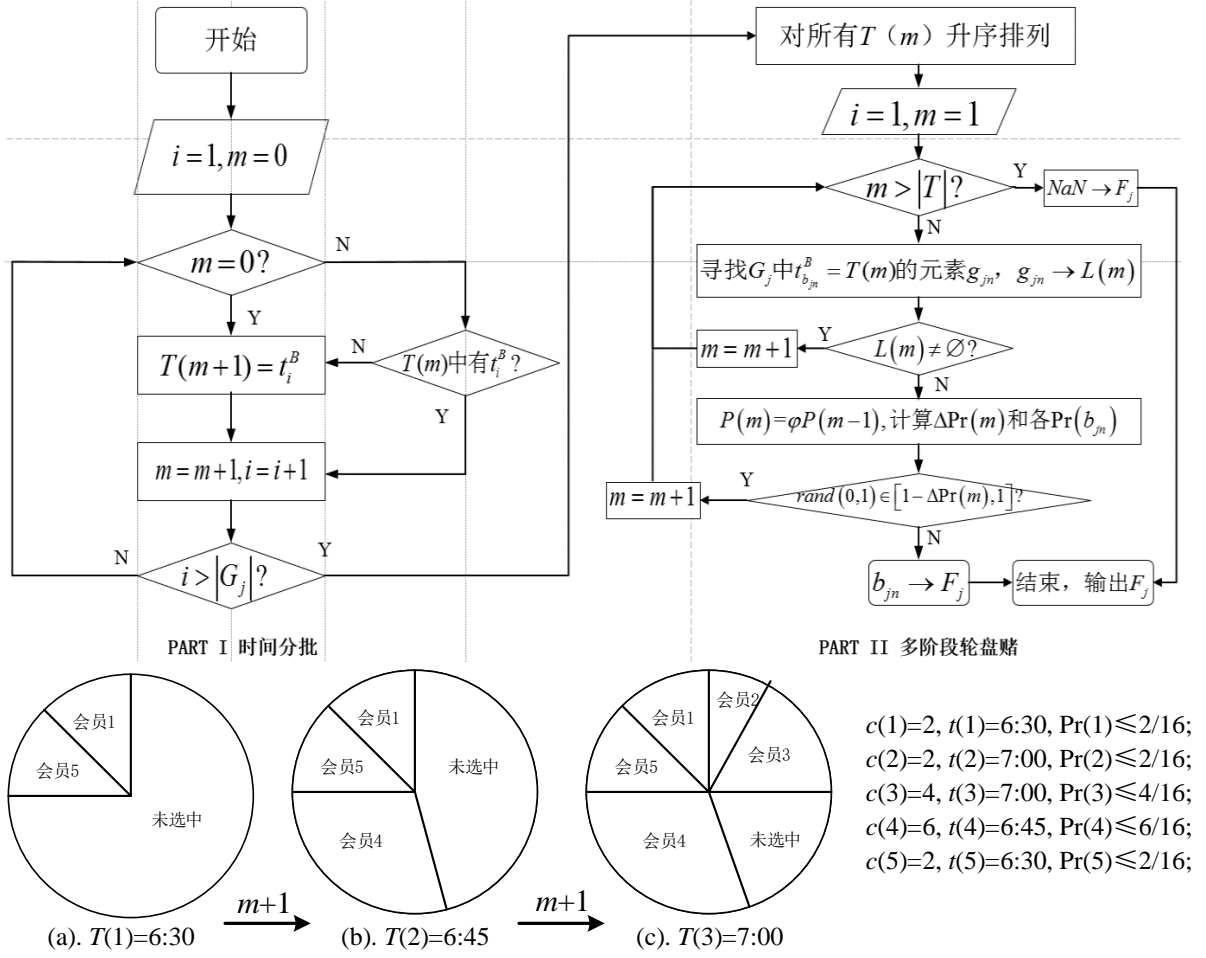 开始
i=1,m=0
m=0?
N
Y
T(m+1)=t_i^B
N
T(m)中有t_i^B?
Y
m=m+1,i=i+1
N
i>|G_j|?
Y
PART I 时间分批
对所有T（m）升序排列
i=1,m=1
m>|T|?
Y
NaN→F_j
N
寻找G_j中t_{b_{jn}}^B=T(m)的元素g_{jn}，g_{jn}→L(m)
m=m+1
Y
L(m)≠∅?
N
P(m)=φP(m−1),计算ΔPr(m)和各Pr(b_{jn})
m=m+1
Y
rand(0,1)∈[1−ΔPr(m),1]?
N
b_{jn}→F_j
结束，输出F_j
PART II 多阶段轮盘赌
会员1
会员5
未选中
(a). T(1)=6:30
m+1
会员1
会员5
未选中
会员4
(b). T(2)=6:45
m+1
会员2
会员1
会员3
会员5
会员4
未选中
(c). T(3)=7:00
c(1)=2, t(1)=6:30, Pr(1)≤2/16;
c(2)=2, t(2)=7:00, Pr(2)≤2/16;
c(3)=4, t(3)=7:00, Pr(3)≤4/16;
c(4)=6, t(4)=6:45, Pr(4)≤6/16;
c(5)=2, t(5)=6:30, Pr(5)≤2/16;